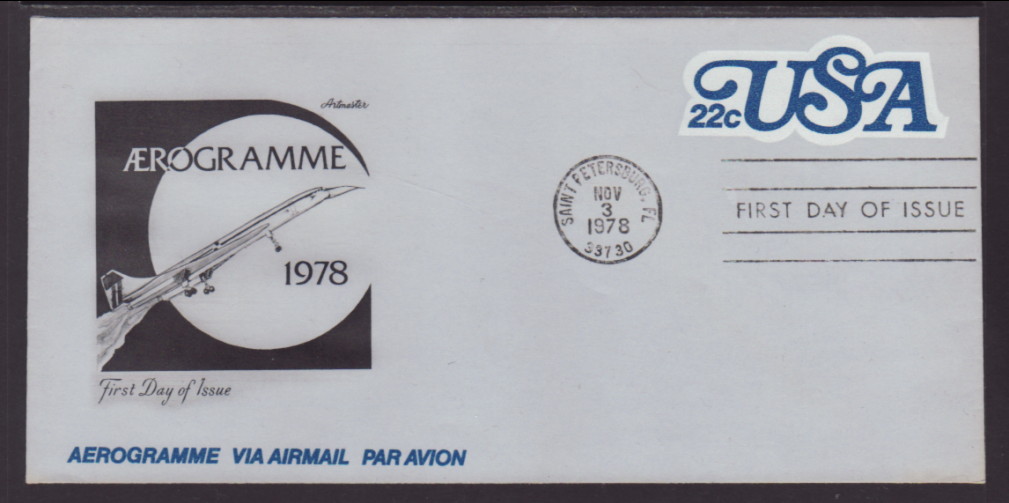 Artmaster
ÆROGRAMME
1978
First Day of Issue
AEROGRAMME VIA AIRMAIL PAR AVION
22c USA
SAINT PETERSBURG, FL
NOV
3
1978
33730
FIRST DAY OF ISSUE